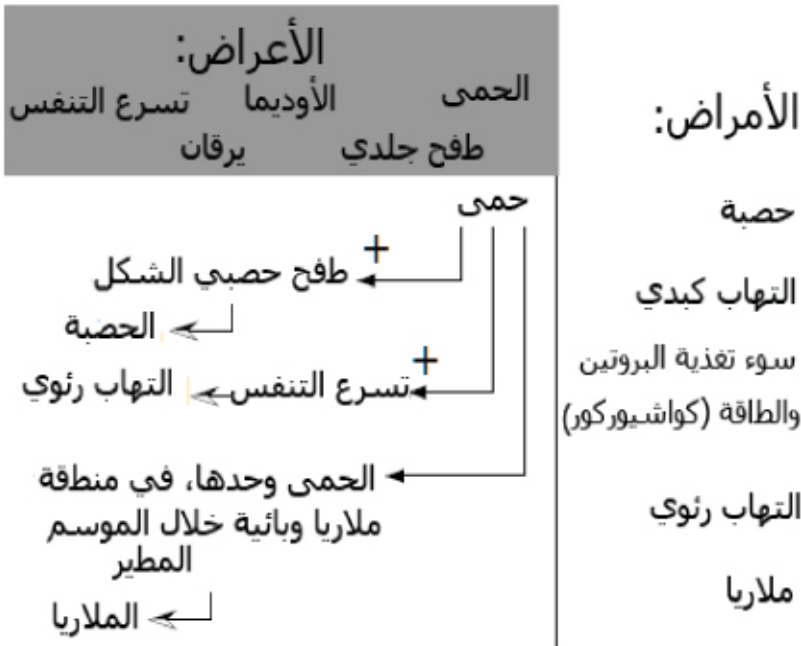 الأعراض:
الحمى
الأوديما
تسرع التنفس
طفح جلدي
يرقان
حمى
+
طفح حصبي الشكل
الحصبة
+
تسرع التنفس
التهاب رئوي
الحمى وحدها، في منطقة
ملاريا وبائية خلال الموسم
المطير
الملاريا
الأمراض:
حصبة
التهاب كبدي
سوء تغذية البروتين
والطاقة (كواشيوركور)
التهاب رئوي
ملاريا